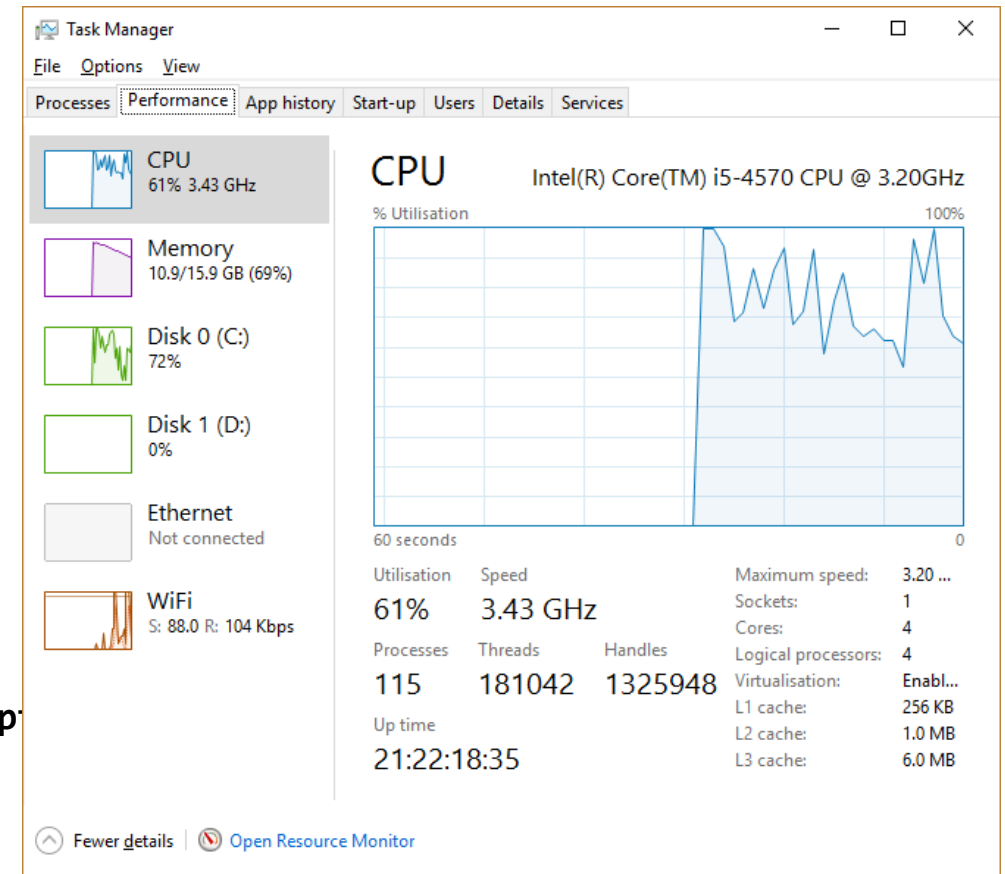 Task Manager
File Options View
Processes Performance App history Start-up Users Details Services
CPU
61% 3.43 GHz
Memory
10.9/15.9 GB (69%)
Disk 0 (C:)
72%
Disk 1 (D:)
0%
Ethernet
Not connected
WiFi
S: 88.0 R: 104 Kbps
CPU Intel(R) Core(TM) i5-4570 CPU @ 3.20GHz
% Utilisation 100%
60 seconds 0
Utilisation Speed
61% 3.43 GHz
Processes Threads Handles
115 181042 1325948
Up time
21:22:18:35
Maximum speed: 3.20 ...
Sockets: 1
Cores: 4
Logical processors: 4
Virtualisation: Enabl...
L1 cache: 256 KB
L2 cache: 1.0 MB
L3 cache: 6.0 MB
Fewer details Open Resource Monitor